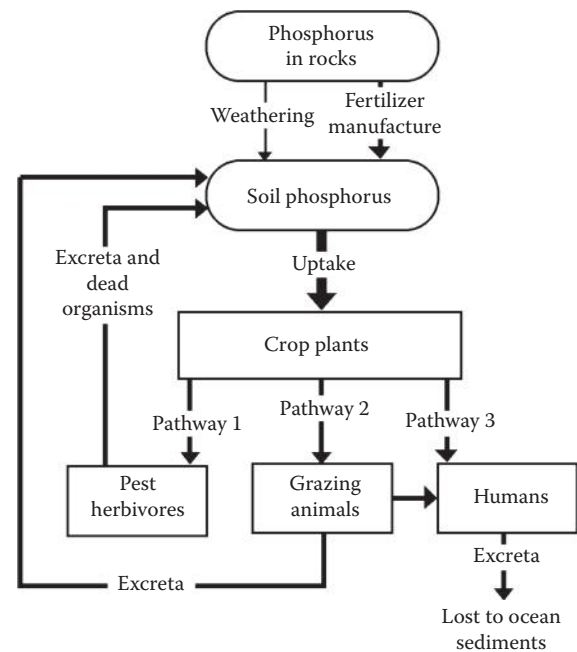 Phosphorus
in rocks
Weathering
Fertilizer
manufacture
Soil phosphorus
Excreta and
dead
organisms
Uptake
Crop plants
Pathway 1
Pathway 2
Pathway 3
Pest
herbivores
Grazing
animals
Humans
Excreta
Excreta
Lost to ocean
sediments